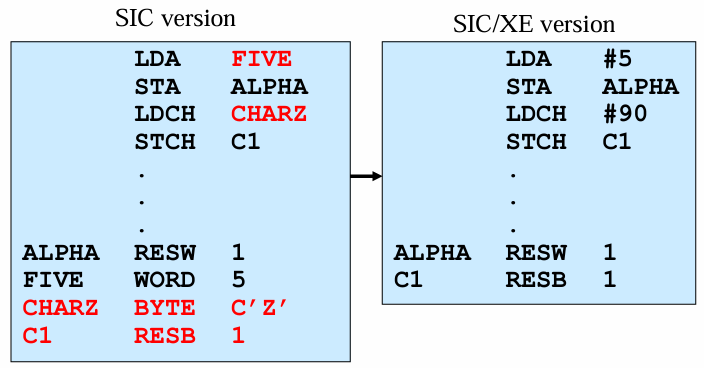 SIC version
LDA FIVE
STA ALPHA
LDCH CHARZ
STCH C1
.
.
.
ALPHA RESW 1
FIVE WORD 5
CHARZ BYTE C’Z’
C1 RESB 1
SIC/XE version
LDA #5
STA ALPHA
LDCH #90
STCH C1
.
.
.
ALPHA RESW 1
C1 RESB 1